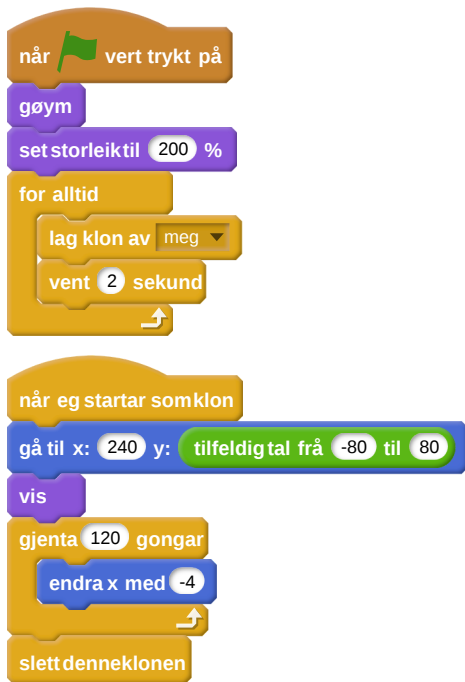 når vert trykt på
gøym
set storleik til 200 %
for alltid
lag klon av meg
vent 2 sekund
når eg startar som klon
gå til x: 240 y: tilfeldig tal frå -80 til 80
vis
gjenta 120 gongar
endra x med -4
slett denne klonen